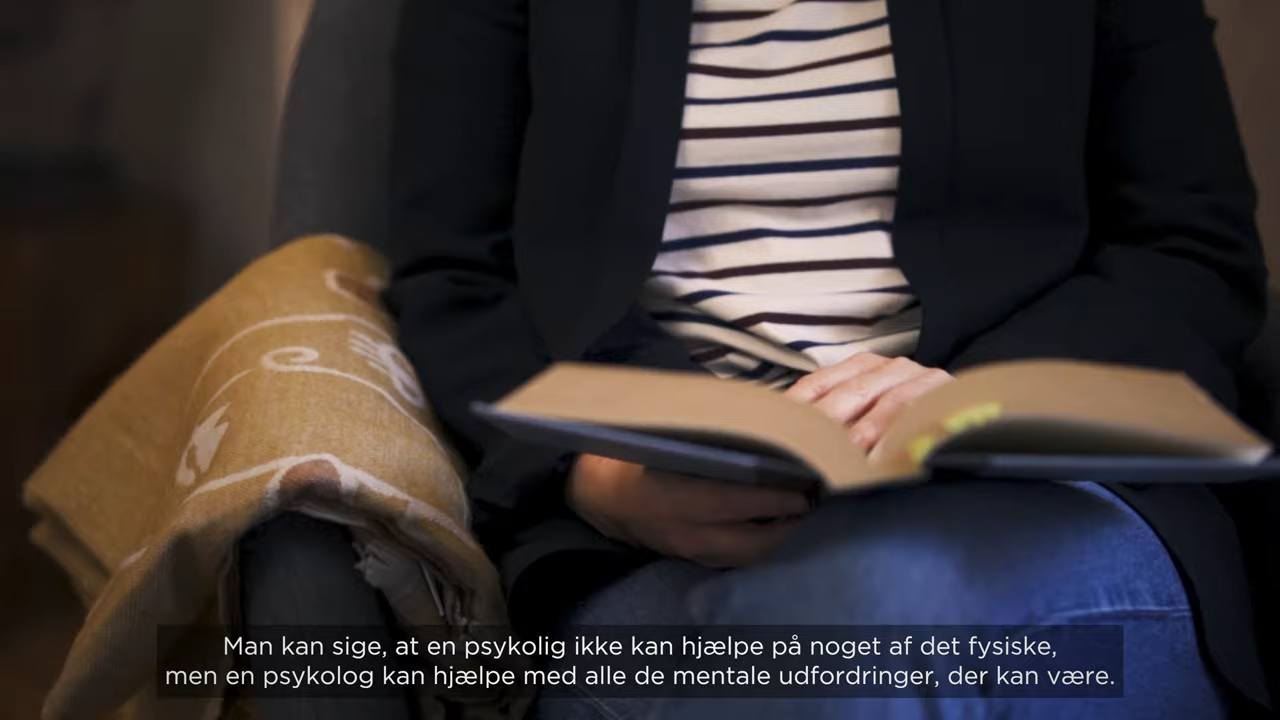 Man kan sige, at en psykolig ikke kan hjælpe på noget af det fysiske,
men en psykolog kan hjælpe med alle de mentale udfordringer, der kan være.